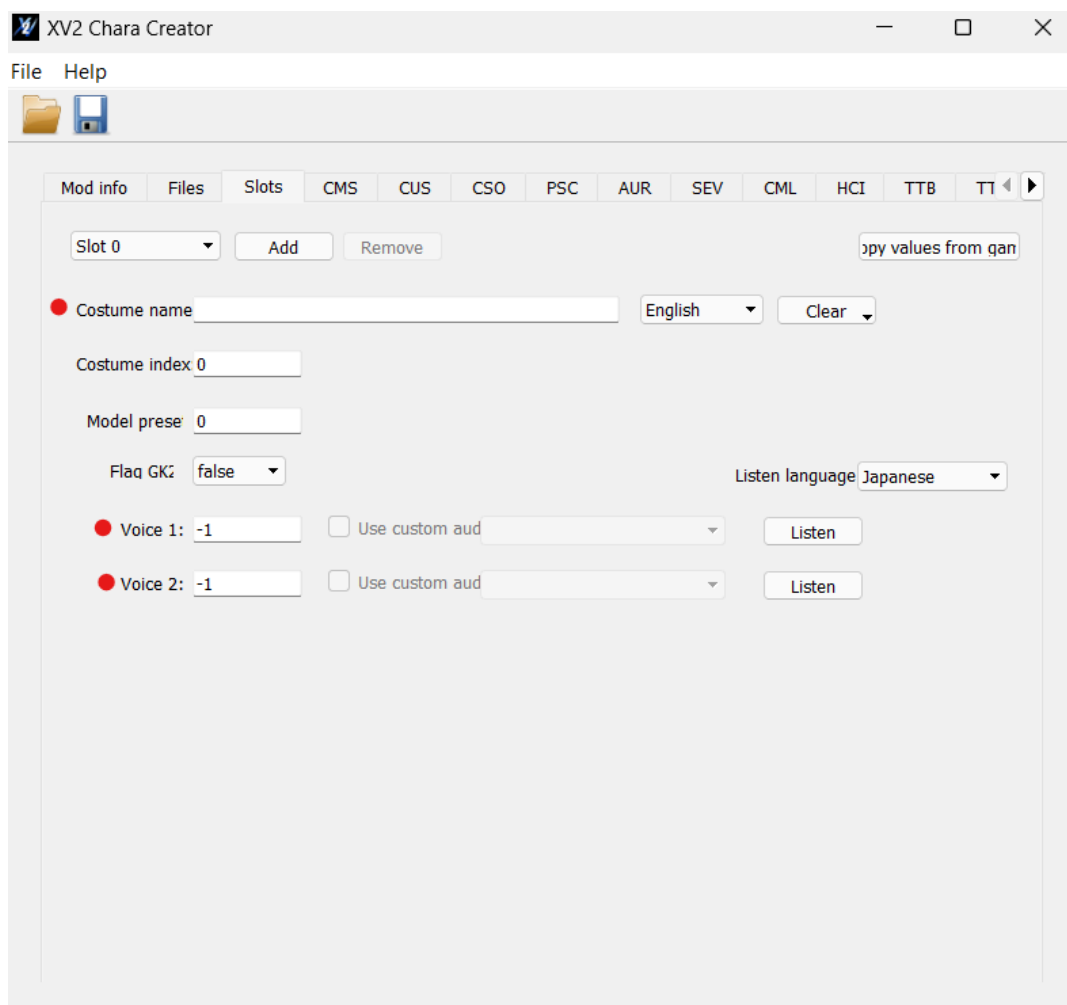 XV2 Chara Creator
File Help
Mod info Files Slots CMS CUS CSO PSC AUR SEV CML HCI TTB TT
Slot 0 Add Remove opy values from gam
Costume name English Clear
Costume index: 0
Model prese 0
Flag GK2 false Listen language Japanese
Voice 1: -1 Use custom aud Listen
Voice 2: -1 Use custom aud Listen